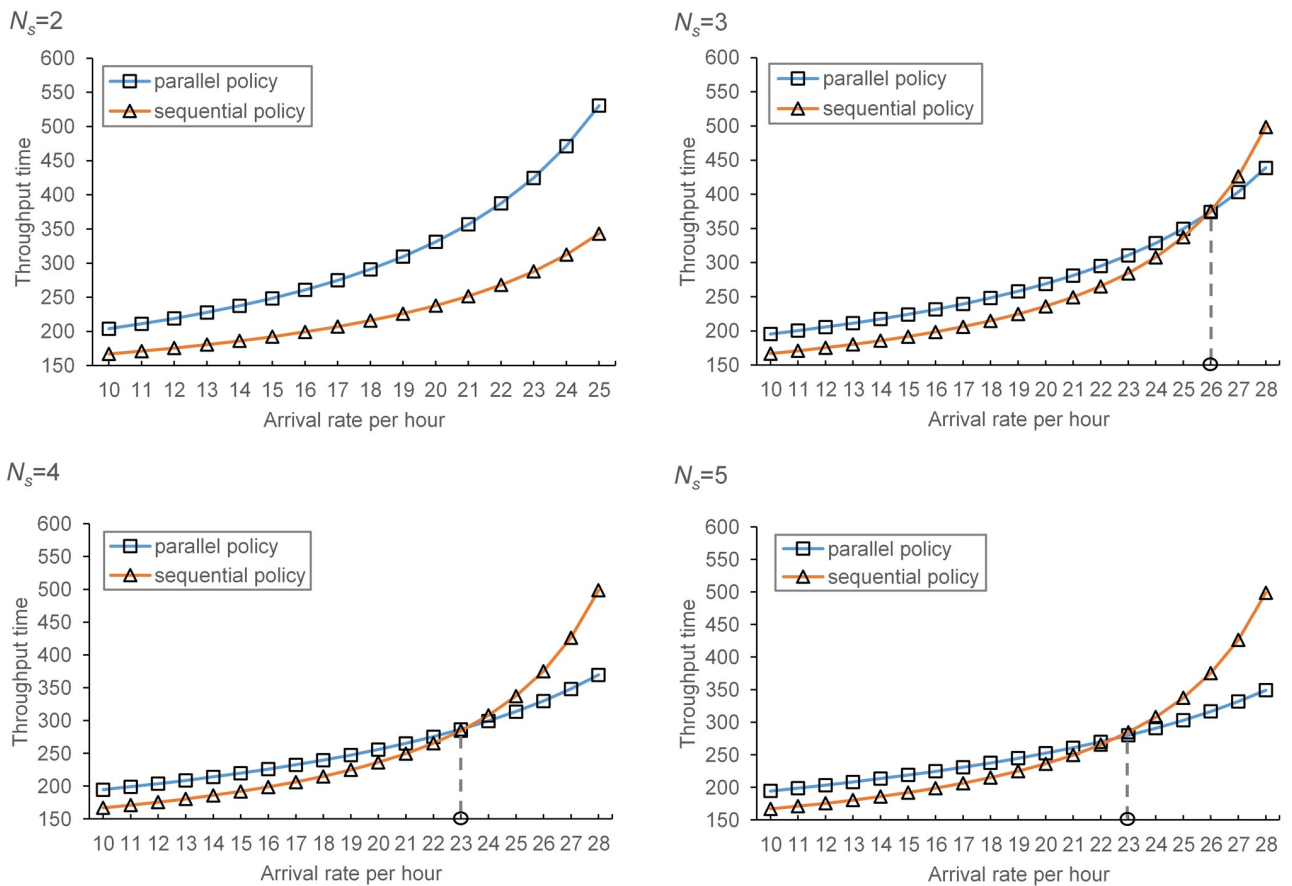 Ns=2
600
550
500
450
400
350
300
250
200
150
Throughput time
parallel policy
sequential policy
10 11 12 13 14 15 16 17 18 19 20 21 22 23 24 25
Arrival rate per hour
Ns=3
600
550
500
450
400
350
300
250
200
150
Throughput time
parallel policy
sequential policy
10 11 12 13 14 15 16 17 18 19 20 21 22 23 24 25 26 27 28
Arrival rate per hour
Ns=4
600
550
500
450
400
350
300
250
200
150
Throughput time
parallel policy
sequential policy
10 11 12 13 14 15 16 17 18 19 20 21 22 23 24 25 26 27 28
Arrival rate per hour
Ns=5
600
550
500
450
400
350
300
250
200
150
Throughput time
parallel policy
sequential policy
10 11 12 13 14 15 16 17 18 19 20 21 22 23 24 25 26 27 28
Arrival rate per hour